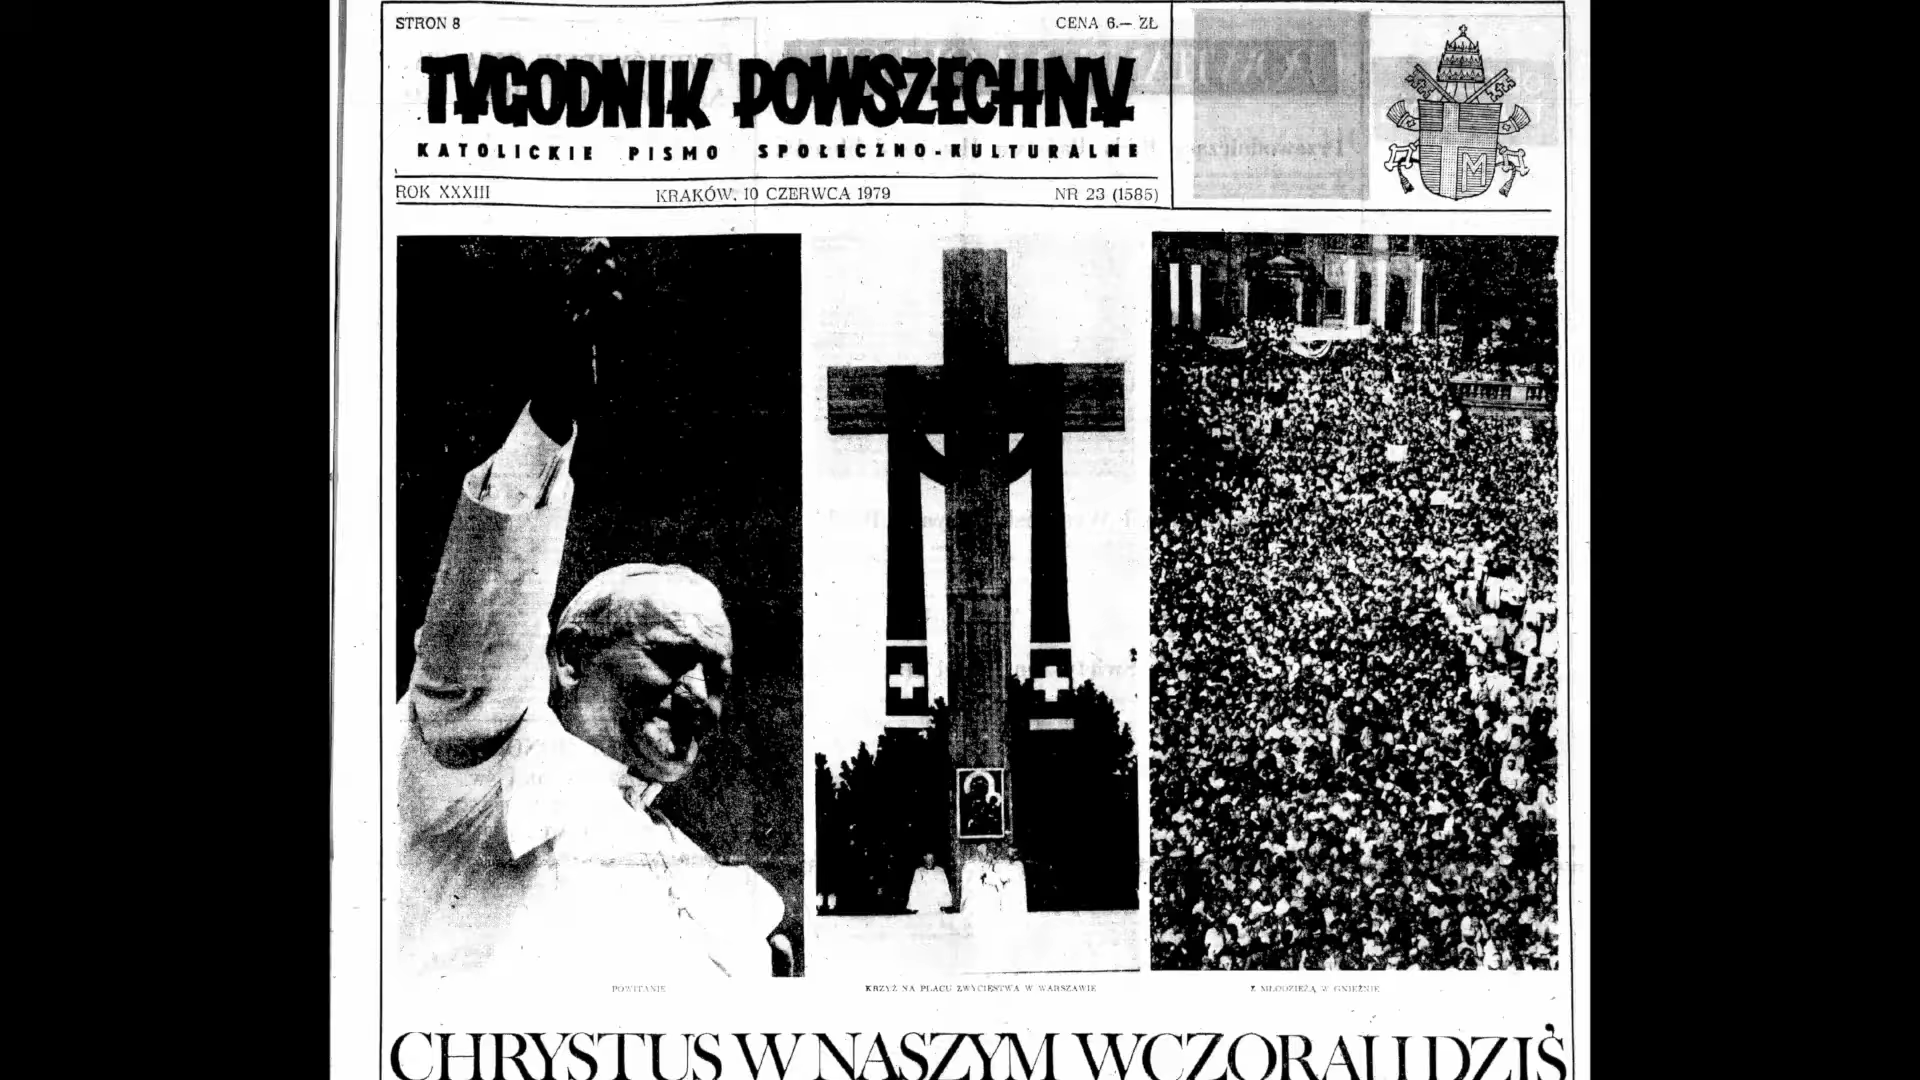 STRON 8
CENA 6.— ZŁ
TYGODNIK POWSZECHNY
KATOLICKIE PISMO SPOŁECZNO-KULTURALNE
ROK XXXIII
KRAKÓW, 10 CZERWCA 1979
NR 23 (1585)
M
POWITANIE
KRZYŻ NA PLACU ZWYCIĘSTWA W WARSZAWIE
Z MŁODZIEŻĄ W GNIEŹNIE
CHRYSTUS W NASZYM WCZORAJ I DZIŚ